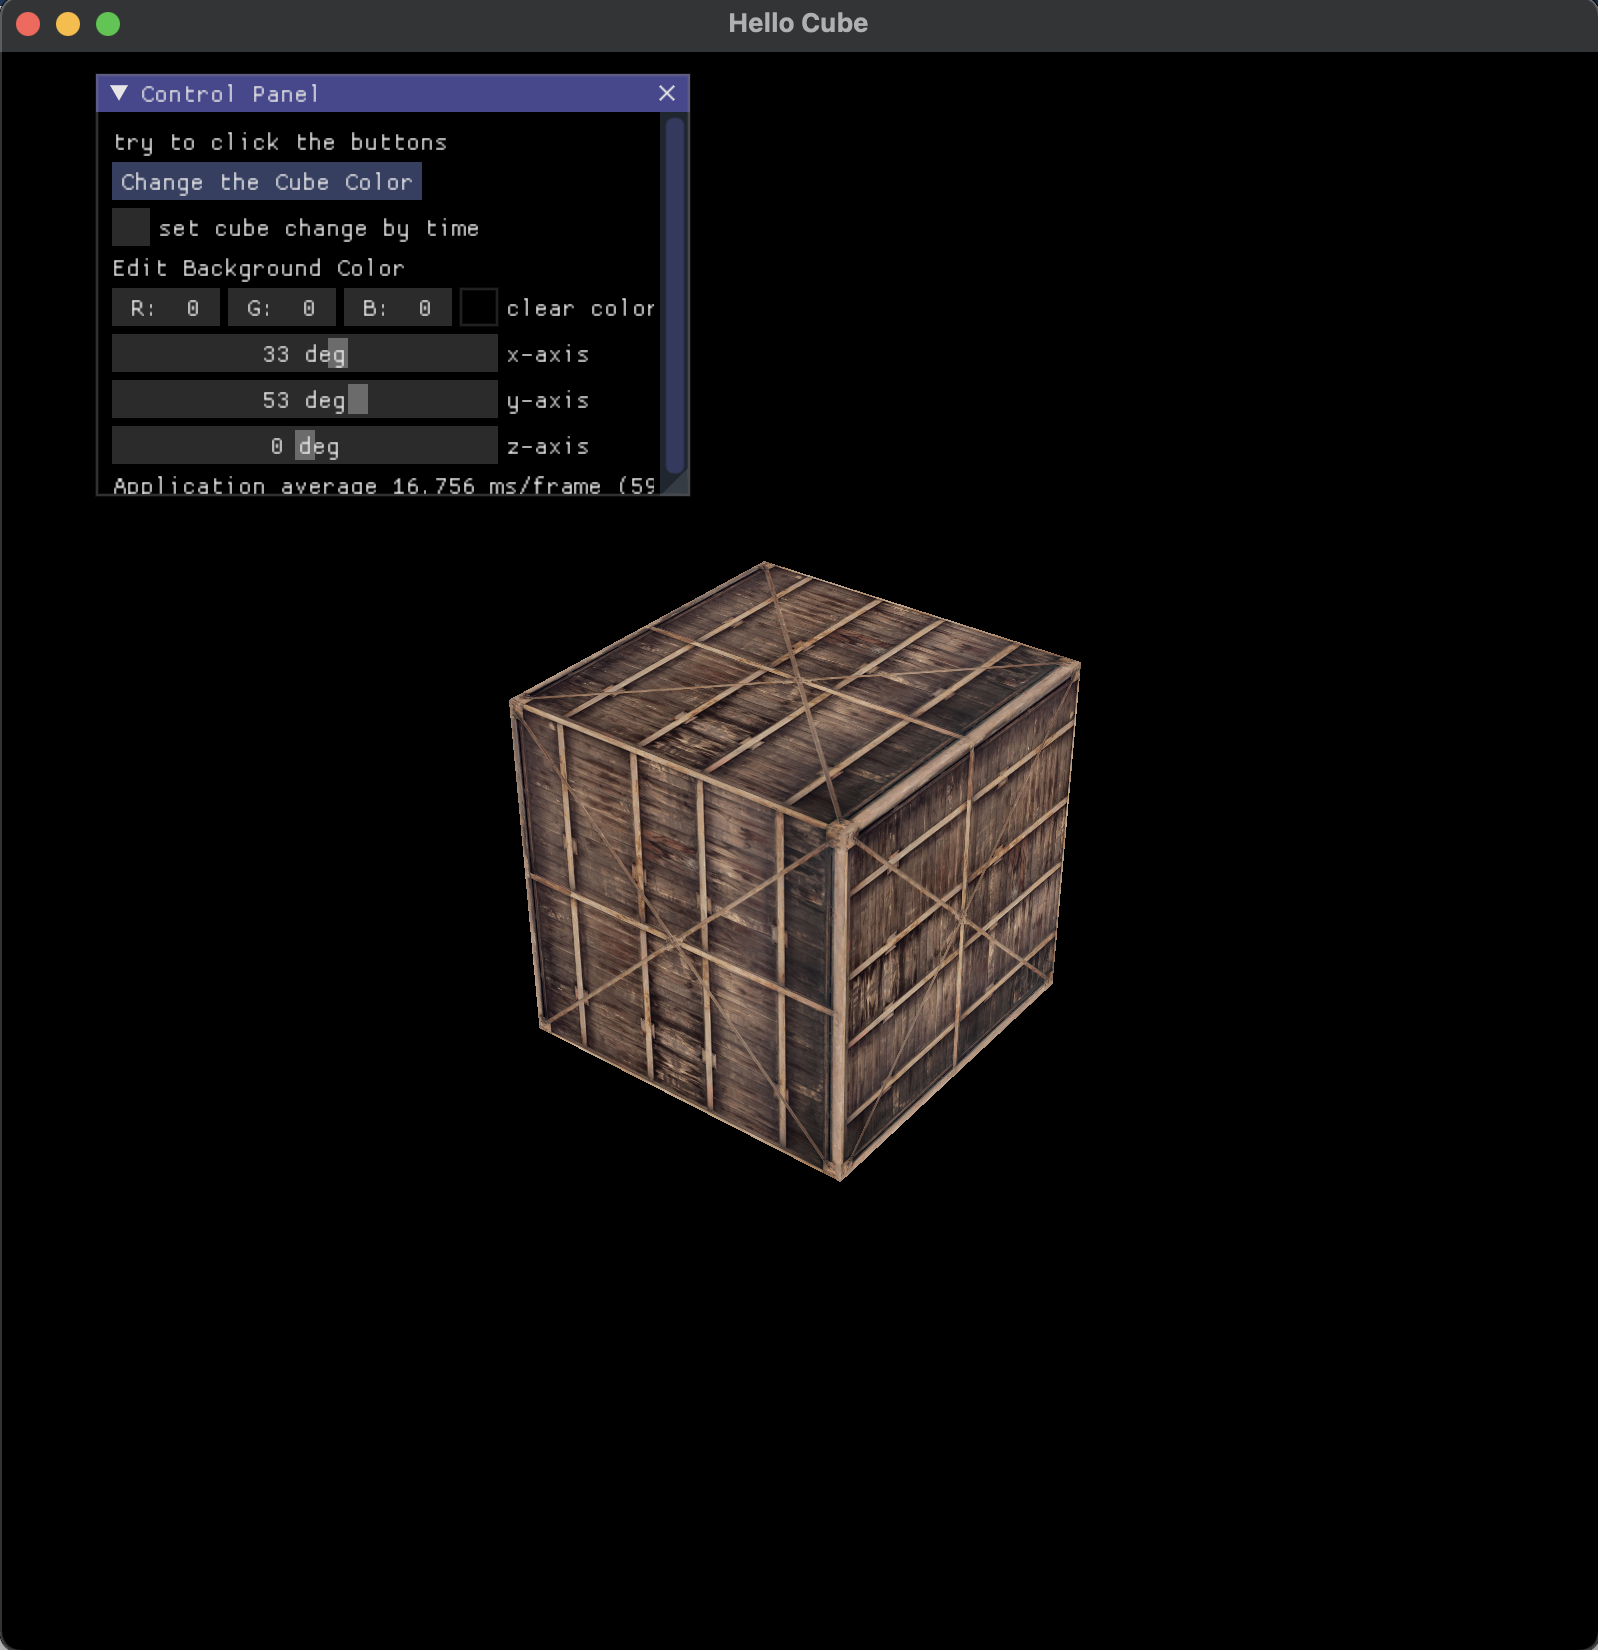 Hello Cube
Control Panel
try to click the buttons
Change the Cube Color
set cube change by time
Edit Background Color
R: 0 G: 0 B: 0 clear color
33 deg x-axis
53 deg y-axis
0 deg z-axis
Application average 16.756 ms/frame (59